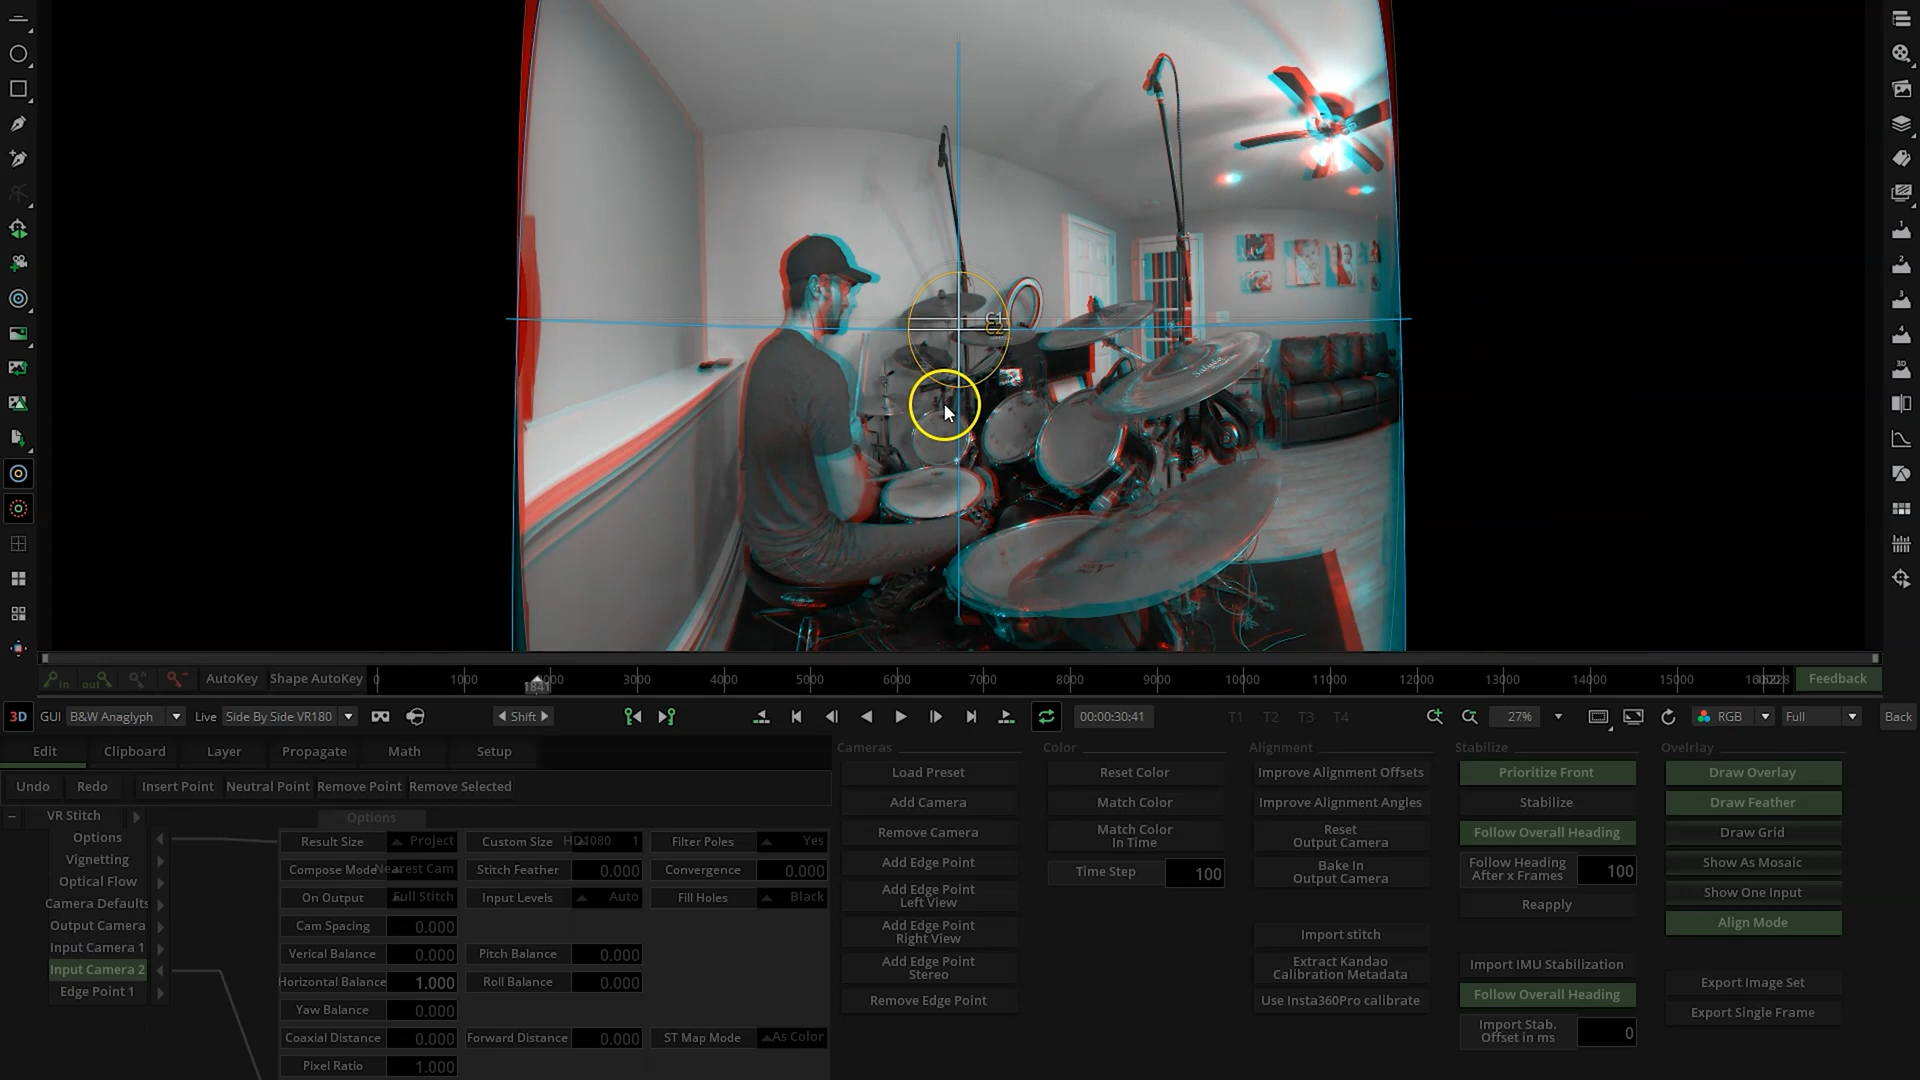 C1
C2
in
out
AutoKey
Shape AutoKey
0
1000
1841
3000
4000
5000
6000
7000
8000
9000
10000
11000
12000
13000
14000
15000
Feedback
3D
GUI
B&W Anaglyph
Live
Side By Side VR180
Shift
00:00:30:41
T1
T2
T3
T4
27%
RGB
Full
Back
Edit
Clipboard
Layer
Propagate
Math
Setup
Undo
Redo
Insert Point
Neutral Point
Remove Point
Remove Selected
VR Stitch
Options
Vignetting
Optical Flow
Camera Defaults
Output Camera
Input Camera 1
Input Camera 2
Edge Point 1
Options
Result Size
Project
Custom Size
HD1080
1
Filter Poles
Yes
Compose Mode
Nearest Cam
Stitch Feather
0.000
Convergence
0.000
On Output
Full Stitch
Input Levels
Auto
Fill Holes
Black
Cam Spacing
0.000
Verical Balance
0.000
Pitch Balance
0.000
Horizontal Balance
1.000
Roll Balance
0.000
Yaw Balance
0.000
Coaxial Distance
0.000
Forward Distance
0.000
ST Map Mode
As Color
Pixel Ratio
1.000
Cameras
Load Preset
Add Camera
Remove Camera
Add Edge Point
Add Edge Point
Left View
Add Edge Point
Right View
Add Edge Point
Stereo
Remove Edge Point
Color
Reset Color
Match Color
Match Color
In Time
Time Step
100
Alignment
Improve Alignment Offsets
Improve Alignment Angles
Reset
Output Camera
Bake In
Output Camera
Import stitch
Extract Kandao
Calibration Metadata
Use Insta360Pro calibrate
Stabilize
Prioritize Front
Stabilize
Follow Overall Heading
Follow Heading
After x Frames
100
Reapply
Import IMU Stabilization
Follow Overall Heading
Import Stab.
Offset in ms
0
Ovelrlay
Draw Overlay
Draw Feather
Draw Grid
Show As Mosaic
Show One Input
Align Mode
Export Image Set
Export Single Frame